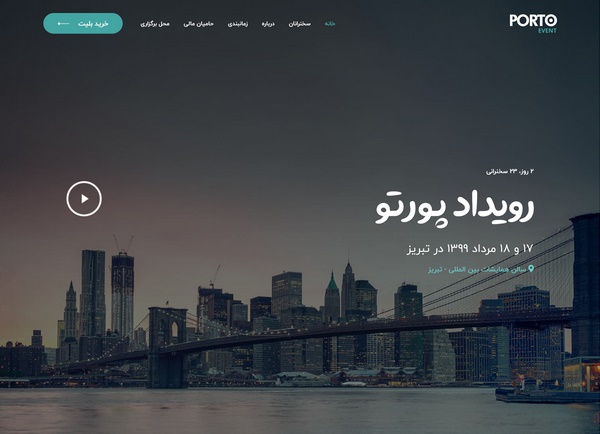 PORTO
EVENT
خانه
سخنرانان
درباره
زمانبندی
حامیان مالی
محل برگزاری
خرید بلیت
۲ روز، ۲۳ سخنرانی
رویداد پورتو
۱۷ و ۱۸ مرداد ۱۳۹۹ در تبریز
سالن همایشات بین المللی - تبریز